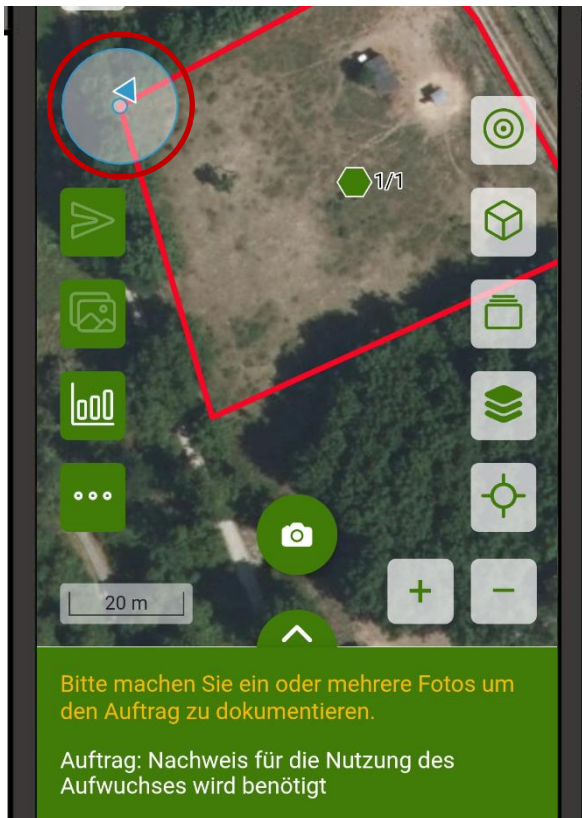 1/1
20 m
Bitte machen Sie ein oder mehrere Fotos um
den Auftrag zu dokumentieren.
Auftrag: Nachweis für die Nutzung des
Aufwuchses wird benötigt